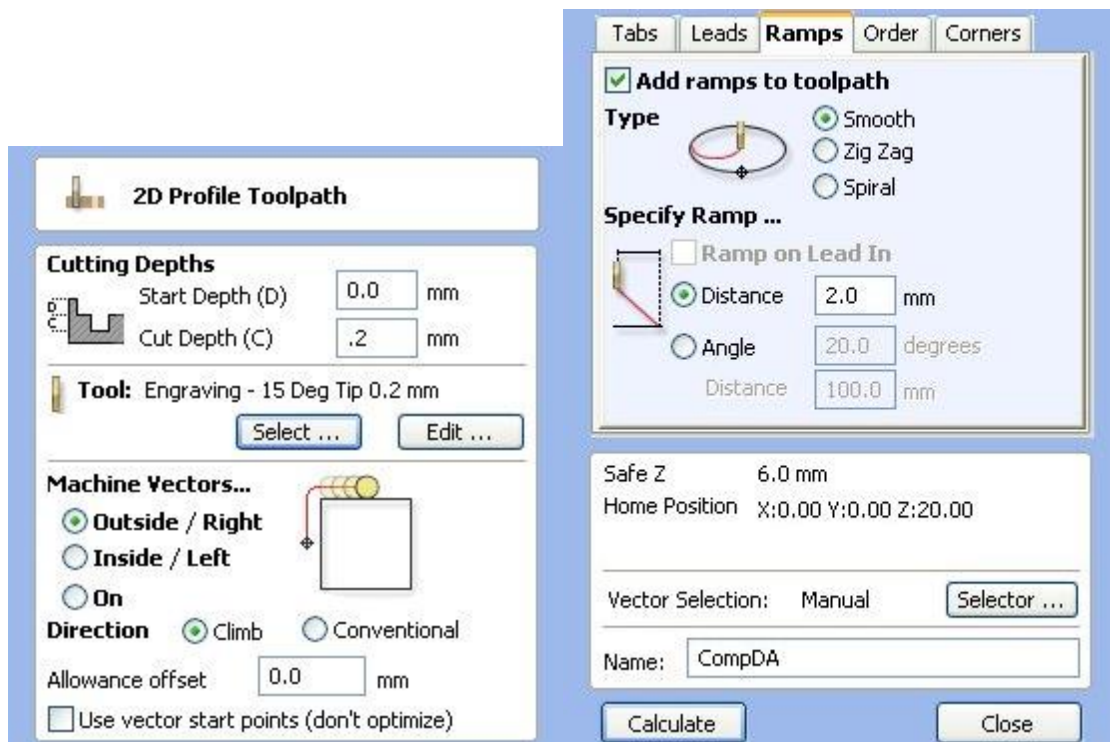 2D Profile Toolpath
Cutting Depths
D
C
Start Depth (D) 0.0 mm
Cut Depth (C) .2 mm
Tool: Engraving - 15 Deg Tip 0.2 mm
Select ... Edit ...
Machine Vectors...
Outside / Right
Inside / Left
On
Direction Climb Conventional
Allowance offset 0.0 mm
Use vector start points (don't optimize)
Tabs Leads Ramps Order Corners
Add ramps to toolpath
Type Smooth
Zig Zag
Spiral
Specify Ramp ...
Ramp on Lead In
Distance 2.0 mm
Angle 20.0 degrees
Distance 100.0 mm
Safe Z 6.0 mm
Home Position X:0.00 Y:0.00 Z:20.00
Vector Selection: Manual Selector ...
Name: CompDA
Calculate Close